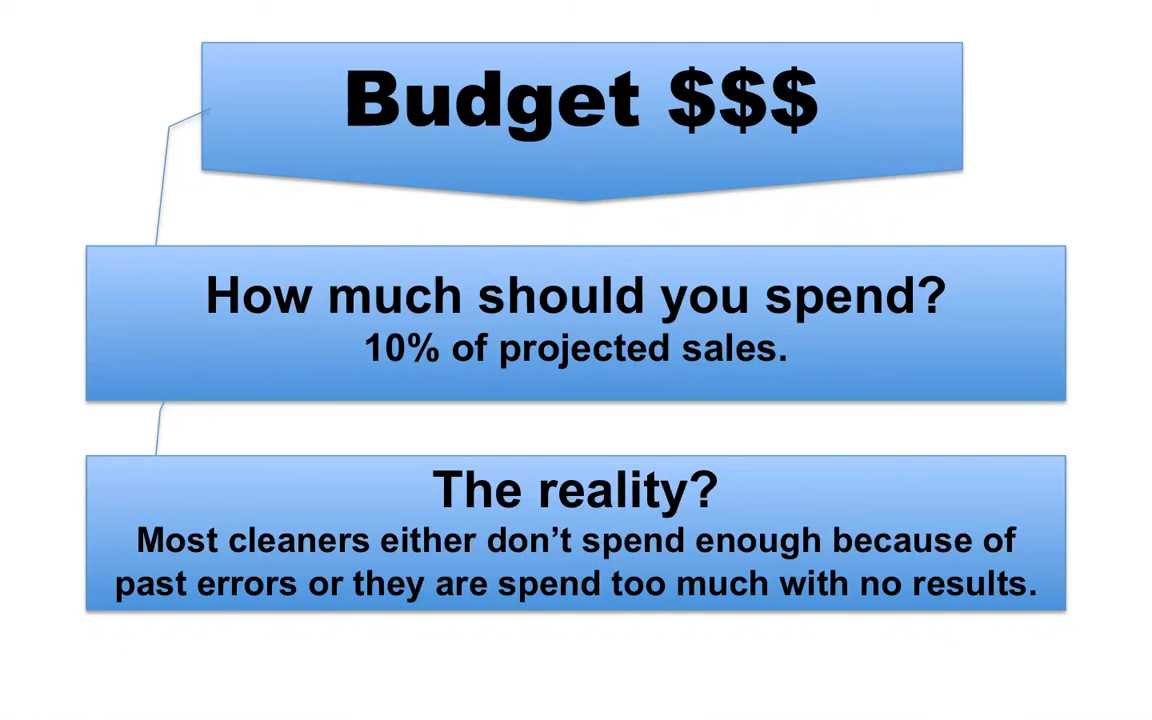 Budget $$$
How much should you spend?
10% of projected sales.
The reality?
Most cleaners either don’t spend enough because of
past errors or they are spend too much with no results.